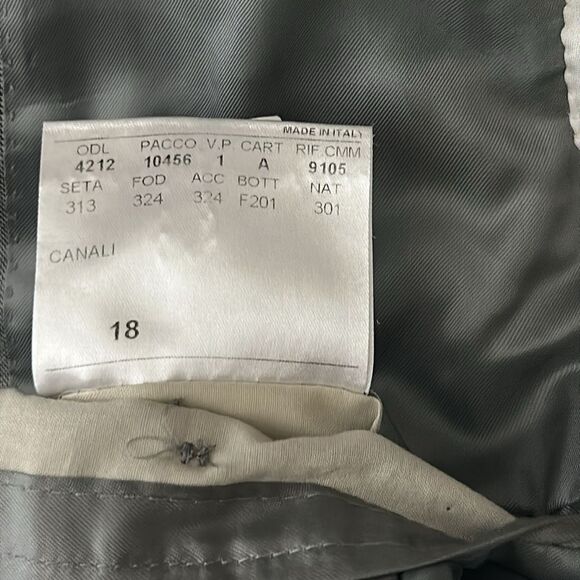 MADE IN ITALY
ODL PACCO V.P CART RIF.CMM
4212 10456 1 A 9105
SETA FOD ACC BOTT NAT
313 324 324 F201 301
CANALI
18